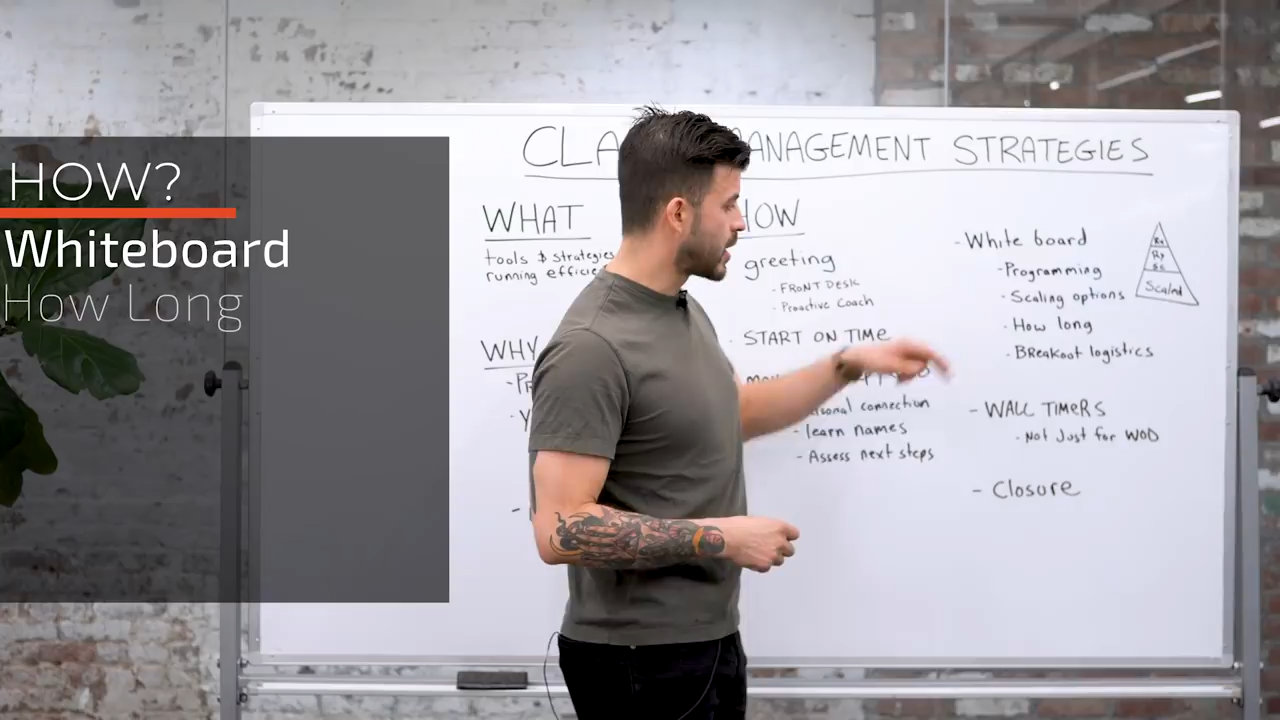 HOW?
Whiteboard
How Long
CLA ANAGEMENT STRATEGIES
WHAT
tools & strategies
running efficie
WHY
HOW
greeting
- FRONT DESK
- Proactive Coach
- START ON TIME
sonal connection
- learn names
- Assess next steps
- White board
- Programming
- Scaling options
- How long
- BReakout logistics
Rx
Scaled
- WALL TIMERS
- Not Just for WOD
- Closure